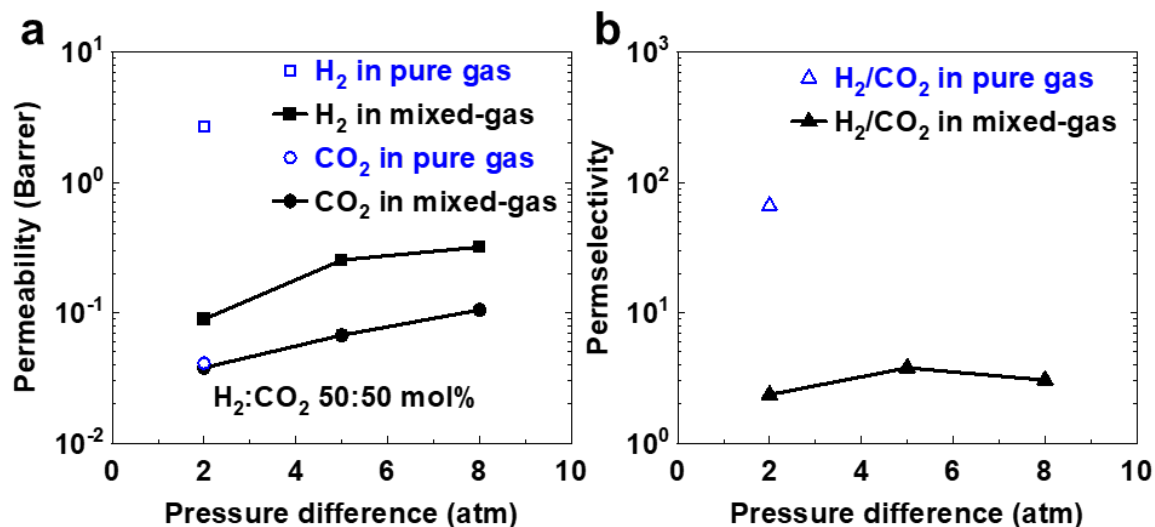 a
Permeability (Barrer)
10¹
10⁰
10⁻¹
10⁻²
H₂ in pure gas
H₂ in mixed-gas
CO₂ in pure gas
CO₂ in mixed-gas
H₂:CO₂ 50:50 mol%
0 2 4 6 8 10
Pressure difference (atm)
b
Permselectivity
10³
10²
10¹
10⁰
H₂/CO₂ in pure gas
H₂/CO₂ in mixed-gas
0 2 4 6 8 10
Pressure difference (atm)